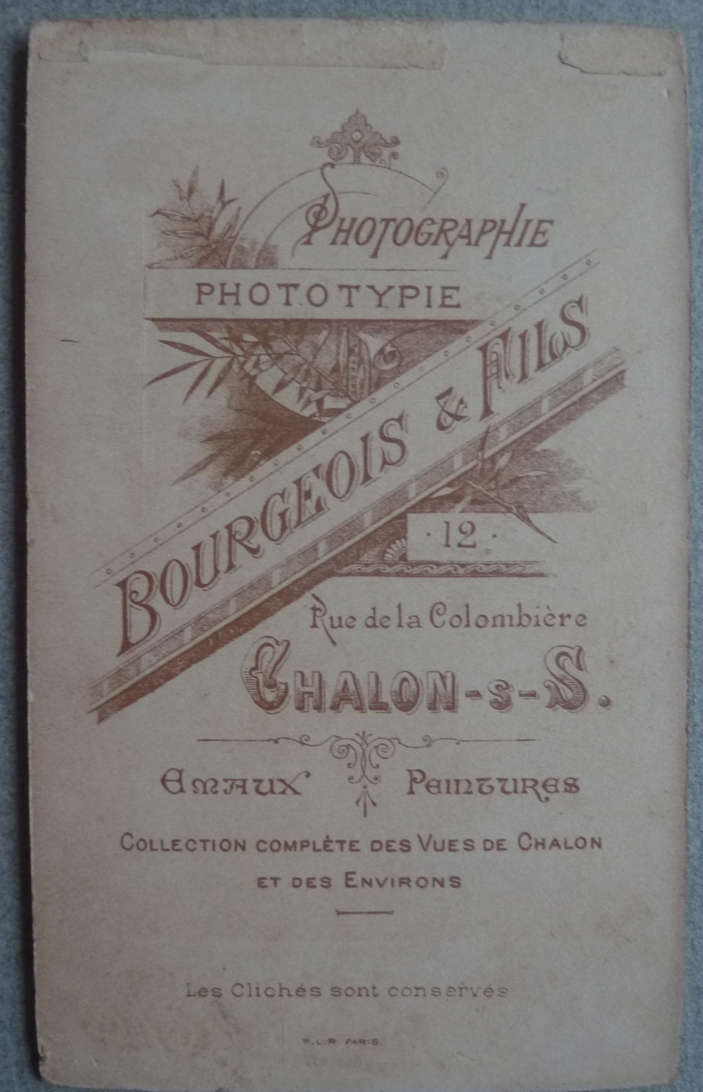 PHOTOGRAPHIE
PHOTOTYPIE
BOURGEOIS & FILS
· 12 ·
Rue de la Colombière
CHALON-S-S.
EMAUX PEINTURES
COLLECTION COMPLÈTE DES VUES DE CHALON
ET DES ENVIRONS
Les Clichés sont conservés
P.L.R. PARIS.